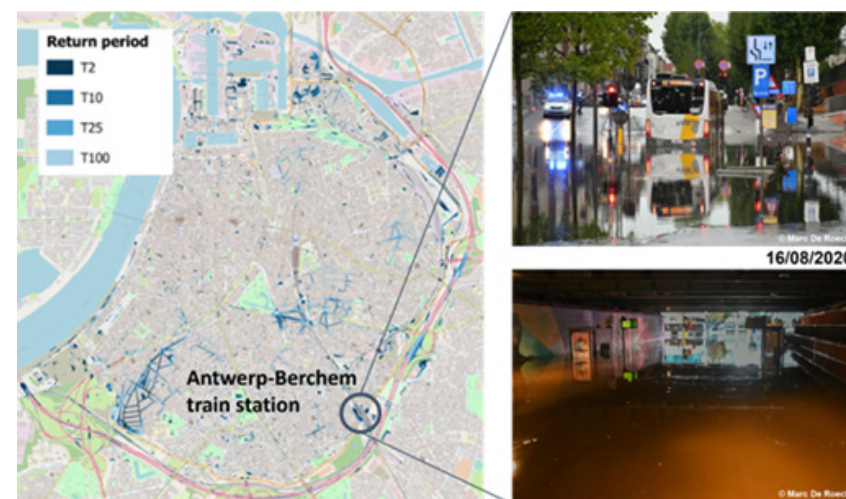 Return period
T2
T10
T25
T100
Antwerp-Berchem
train station
P
© Marc De Roeck
16/08/2020
© Marc De Roeck